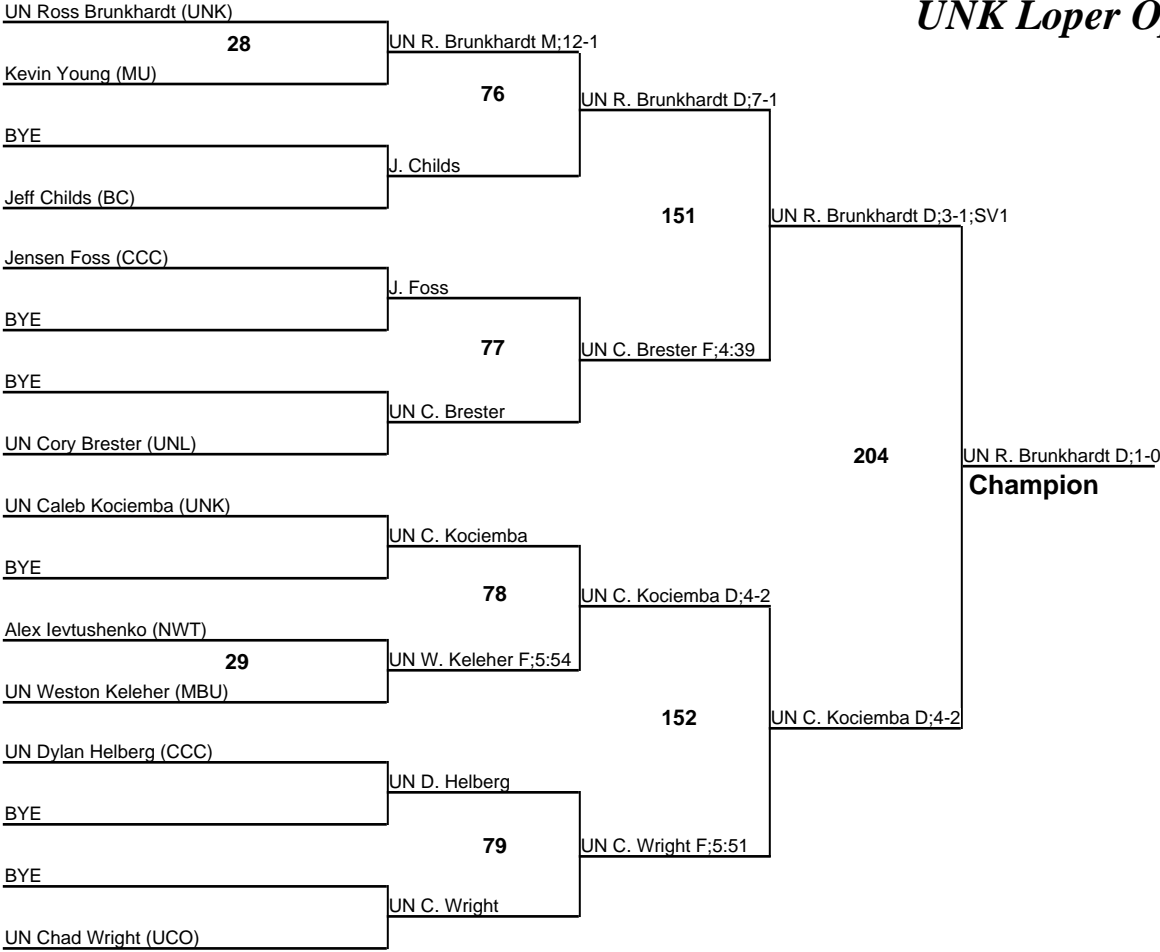 UNK Loper
UN Ross Brunkhardt (UNK)
28
UN R. Brunkhardt M;12-1
Kevin Young (MU)
76
UN R. Brunkhardt D;7-1
BYE
J. Childs
Jeff Childs (BC)
151
UN R. Brunkhardt D;3-1;SV1
Jensen Foss (CCC)
J. Foss
BYE
77
UN C. Brester F;4:39
BYE
UN C. Brester
UN Cory Brester (UNL)
204
UN R. Brunkhardt D;1-0
Champion
UN Caleb Kociemba (UNK)
UN C. Kociemba
BYE
78
UN C. Kociemba D;4-2
Alex Ievtushenko (NWT)
29
UN W. Keleher F;5:54
UN Weston Keleher (MBU)
152
UN C. Kociemba D;4-2
UN Dylan Helberg (CCC)
UN D. Helberg
BYE
79
UN C. Wright F;5:51
BYE
UN C. Wright
UN Chad Wright (UCO)